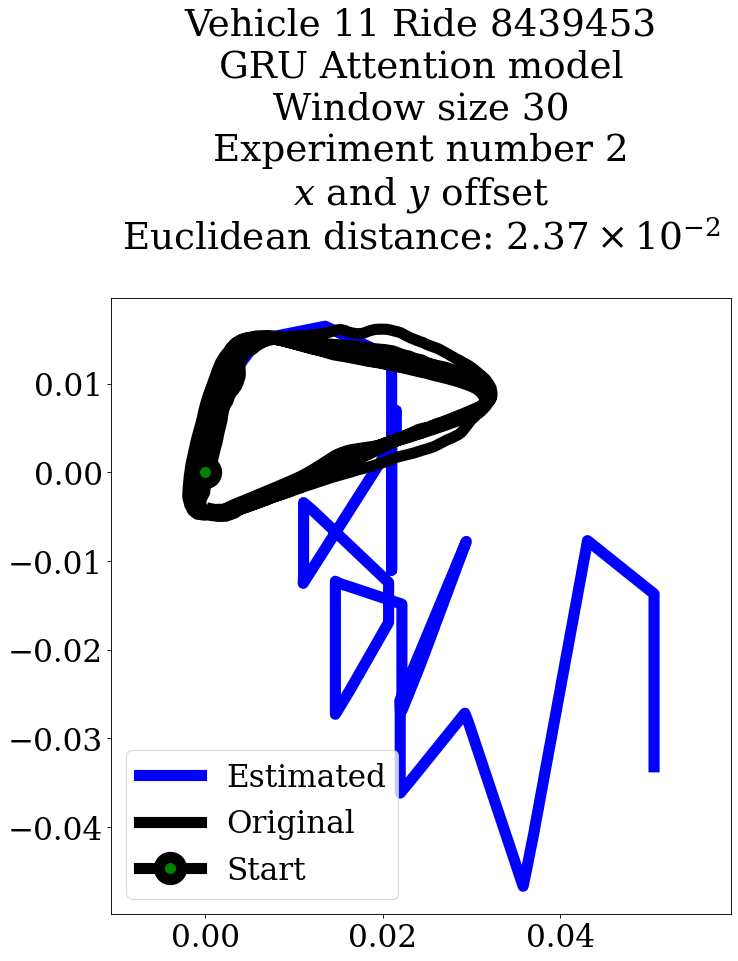 Vehicle 11 Ride 8439453
GRU Attention model
Window size 30
Experiment number 2
x and y offset
Euclidean distance: 2.37 × 10⁻²
0.01
0.00
−0.01
−0.02
−0.03
−0.04
Estimated
Original
Start
0.00 0.02 0.04